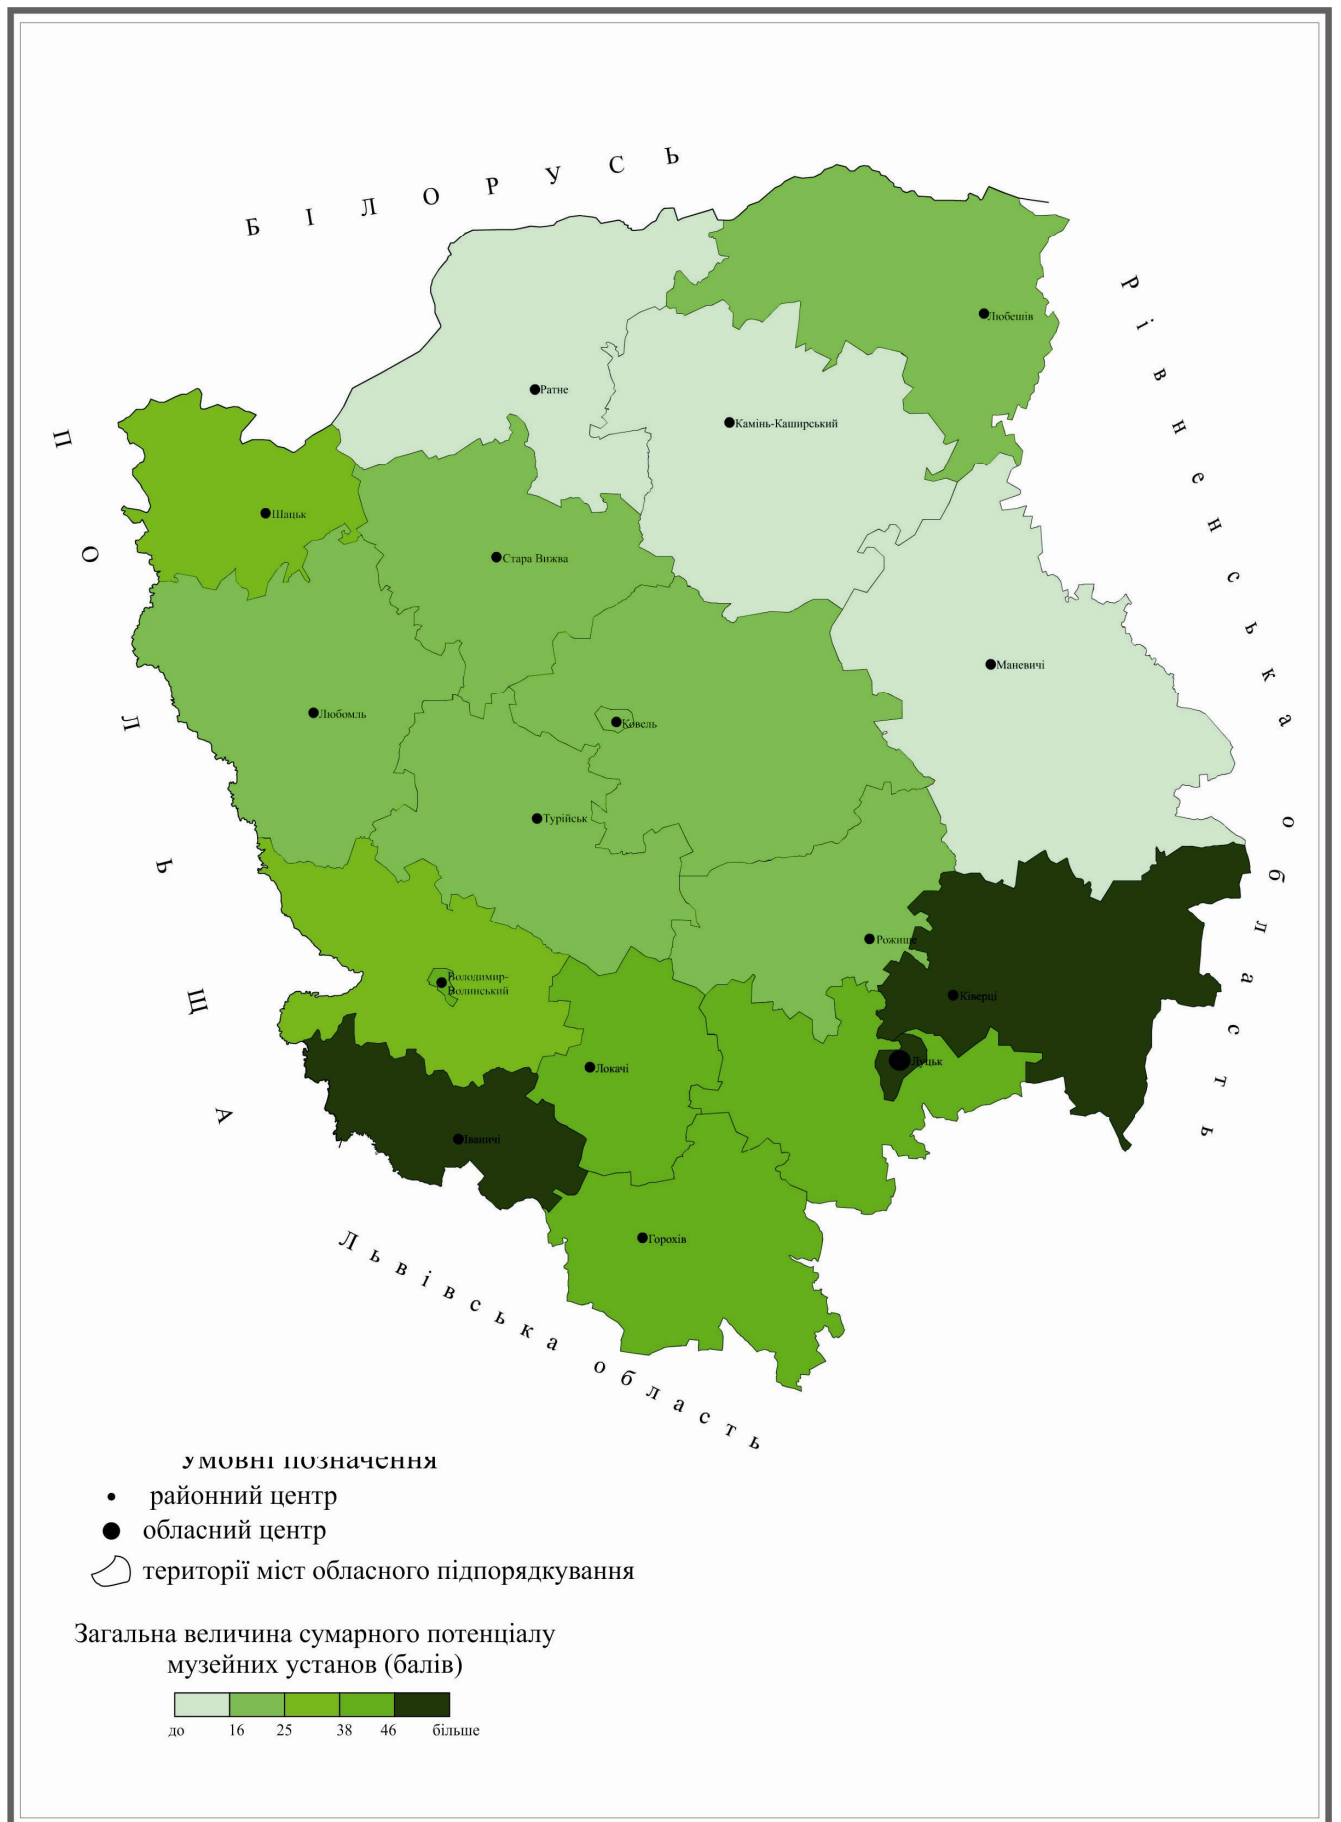 БІЛОРУСЬ
ПОЛЬЩА
Рівненська область
Любешів
Ратне
Камінь-Каширський
Шацьк
Стара Вижва
Маневичі
Любомль
Ковель
Турійськ
Рожище
Володимир-
Волинський
Ківерці
Луцьк
Локачі
Іваничі
Горохів
Львівська область
Умовні позначення
районний центр
обласний центр
території міст обласного підпорядкування
Загальна величина сумарного потенціалу
музейних установ (балів)
до 16 25 38 46 більше